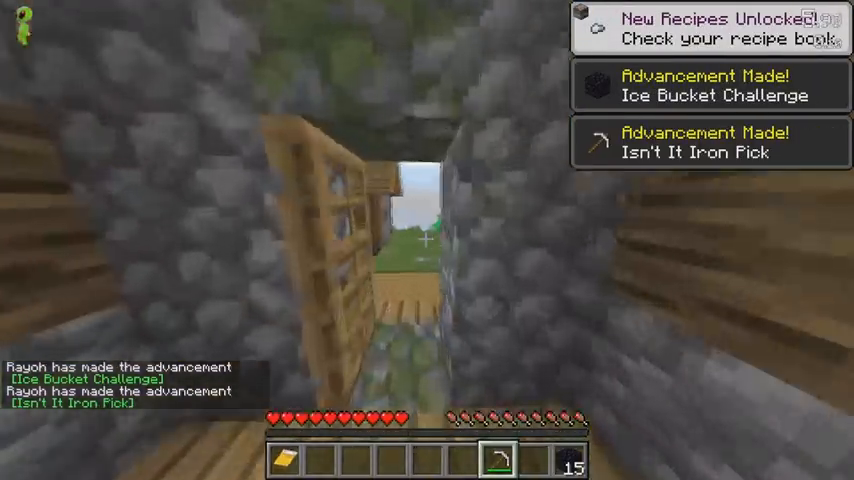 New Recipes Unlocked!
Check your recipe book
Advancement Made!
Ice Bucket Challenge
Advancement Made!
Isn't It Iron Pick
Rayoh has made the advancement
[Ice Bucket Challenge]
Rayoh has made the advancement
[Isn't It Iron Pick]
15